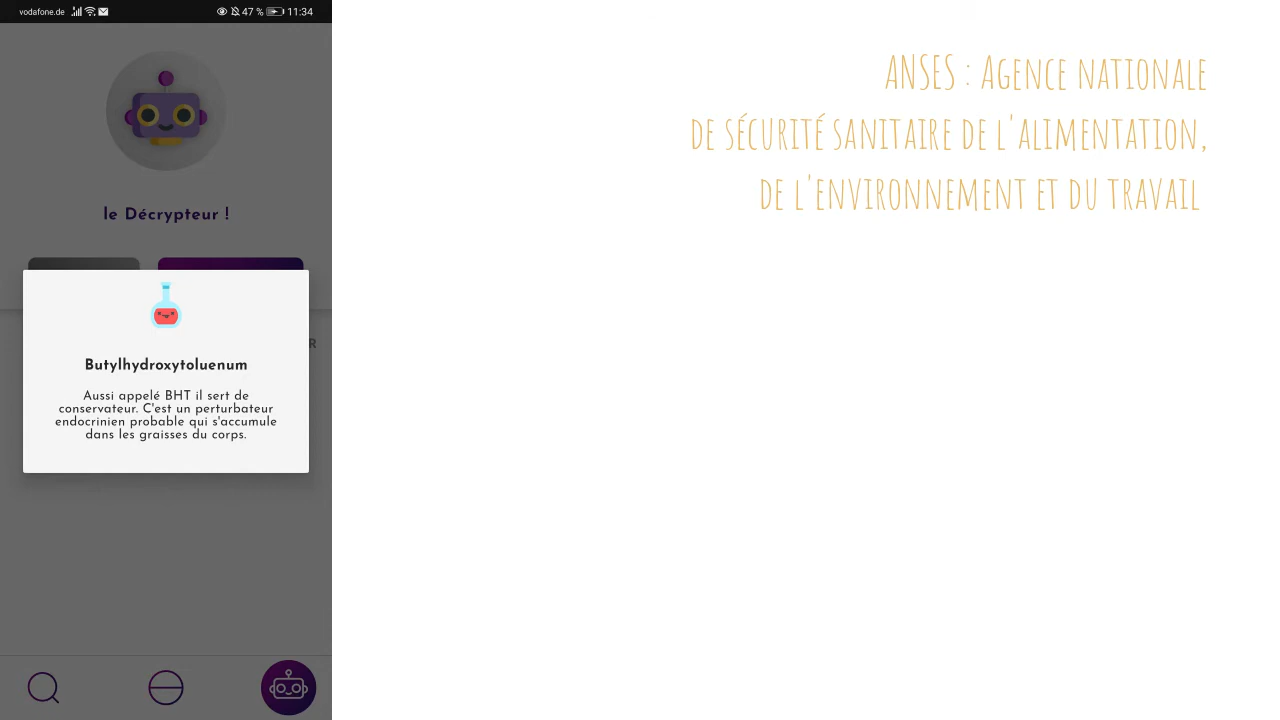 vodafone.de
47 %
11:34
le Décrypteur !
R
Butylhydroxytoluenum
Aussi appelé BHT il sert de
conservateur. C'est un perturbateur
endocrinien probable qui s'accumule
dans les graisses du corps.
ANSES : Agence nationale
de sécurité sanitaire de l'alimentation,
de l'environnement et du travail